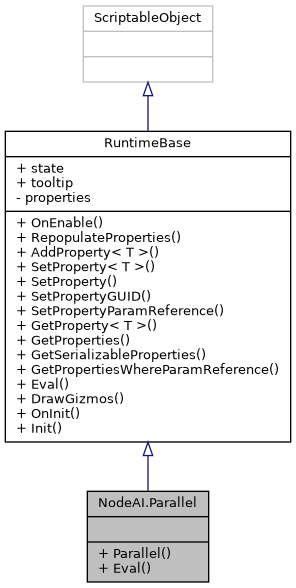 ScriptableObject
RuntimeBase
+ state
+ tooltip
- properties
+ OnEnable()
+ RepopulateProperties()
+ AddProperty< T >()
+ SetProperty< T >()
+ SetProperty()
+ SetPropertyGUID()
+ SetPropertyParamReference()
+ GetProperty< T >()
+ GetProperties()
+ GetSerializableProperties()
+ GetPropertiesWhereParamReference()
+ Eval()
+ DrawGizmos()
+ OnInit()
+ Init()
NodeAI.Parallel
+ Parallel()
+ Eval()